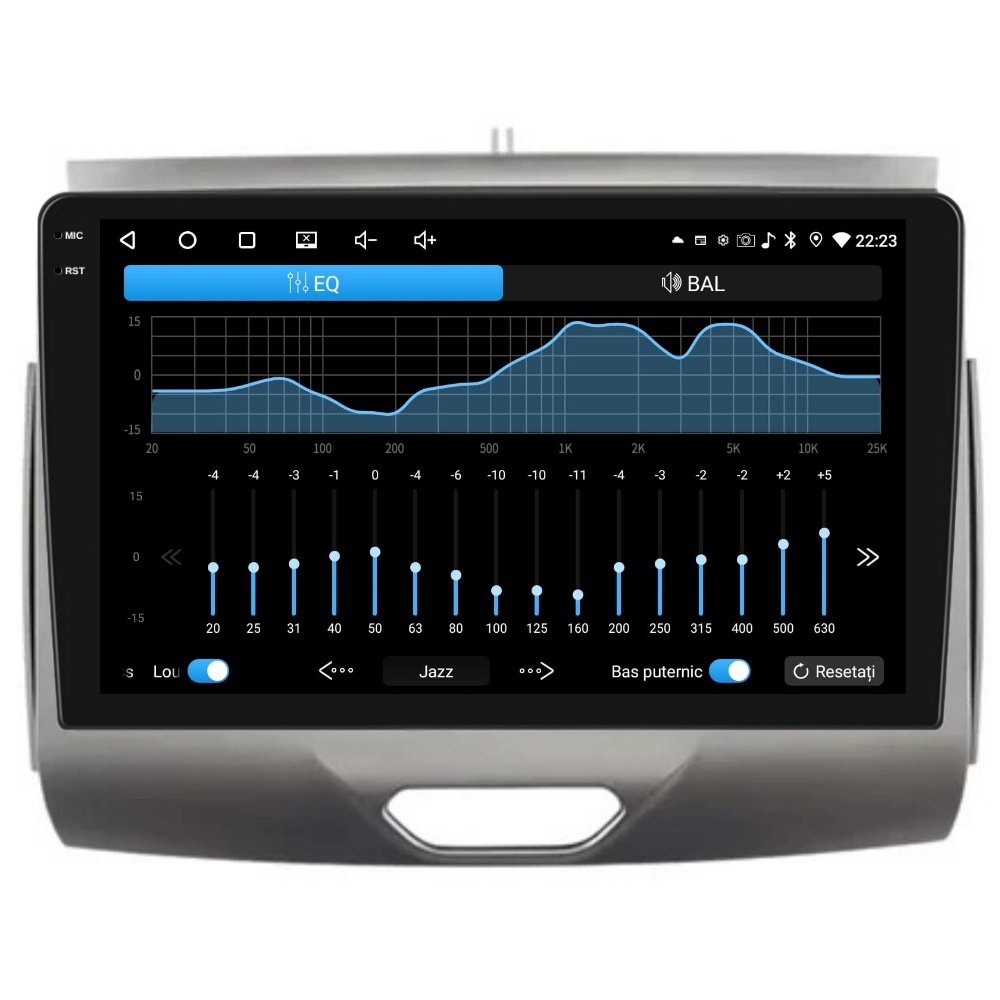 MIC
RST
22:23
EQ
BAL
15
0
-15
20 50 100 200 500 1K 2K 5K 10K 25K
-4 -4 -3 -1 0 -4 -6 -10 -10 -11 -4 -3 -2 -2 +2 +5
15
0
-15
20 25 31 40 50 63 80 100 125 160 200 250 315 400 500 630
s Lou Jazz Bas puternic Resetați